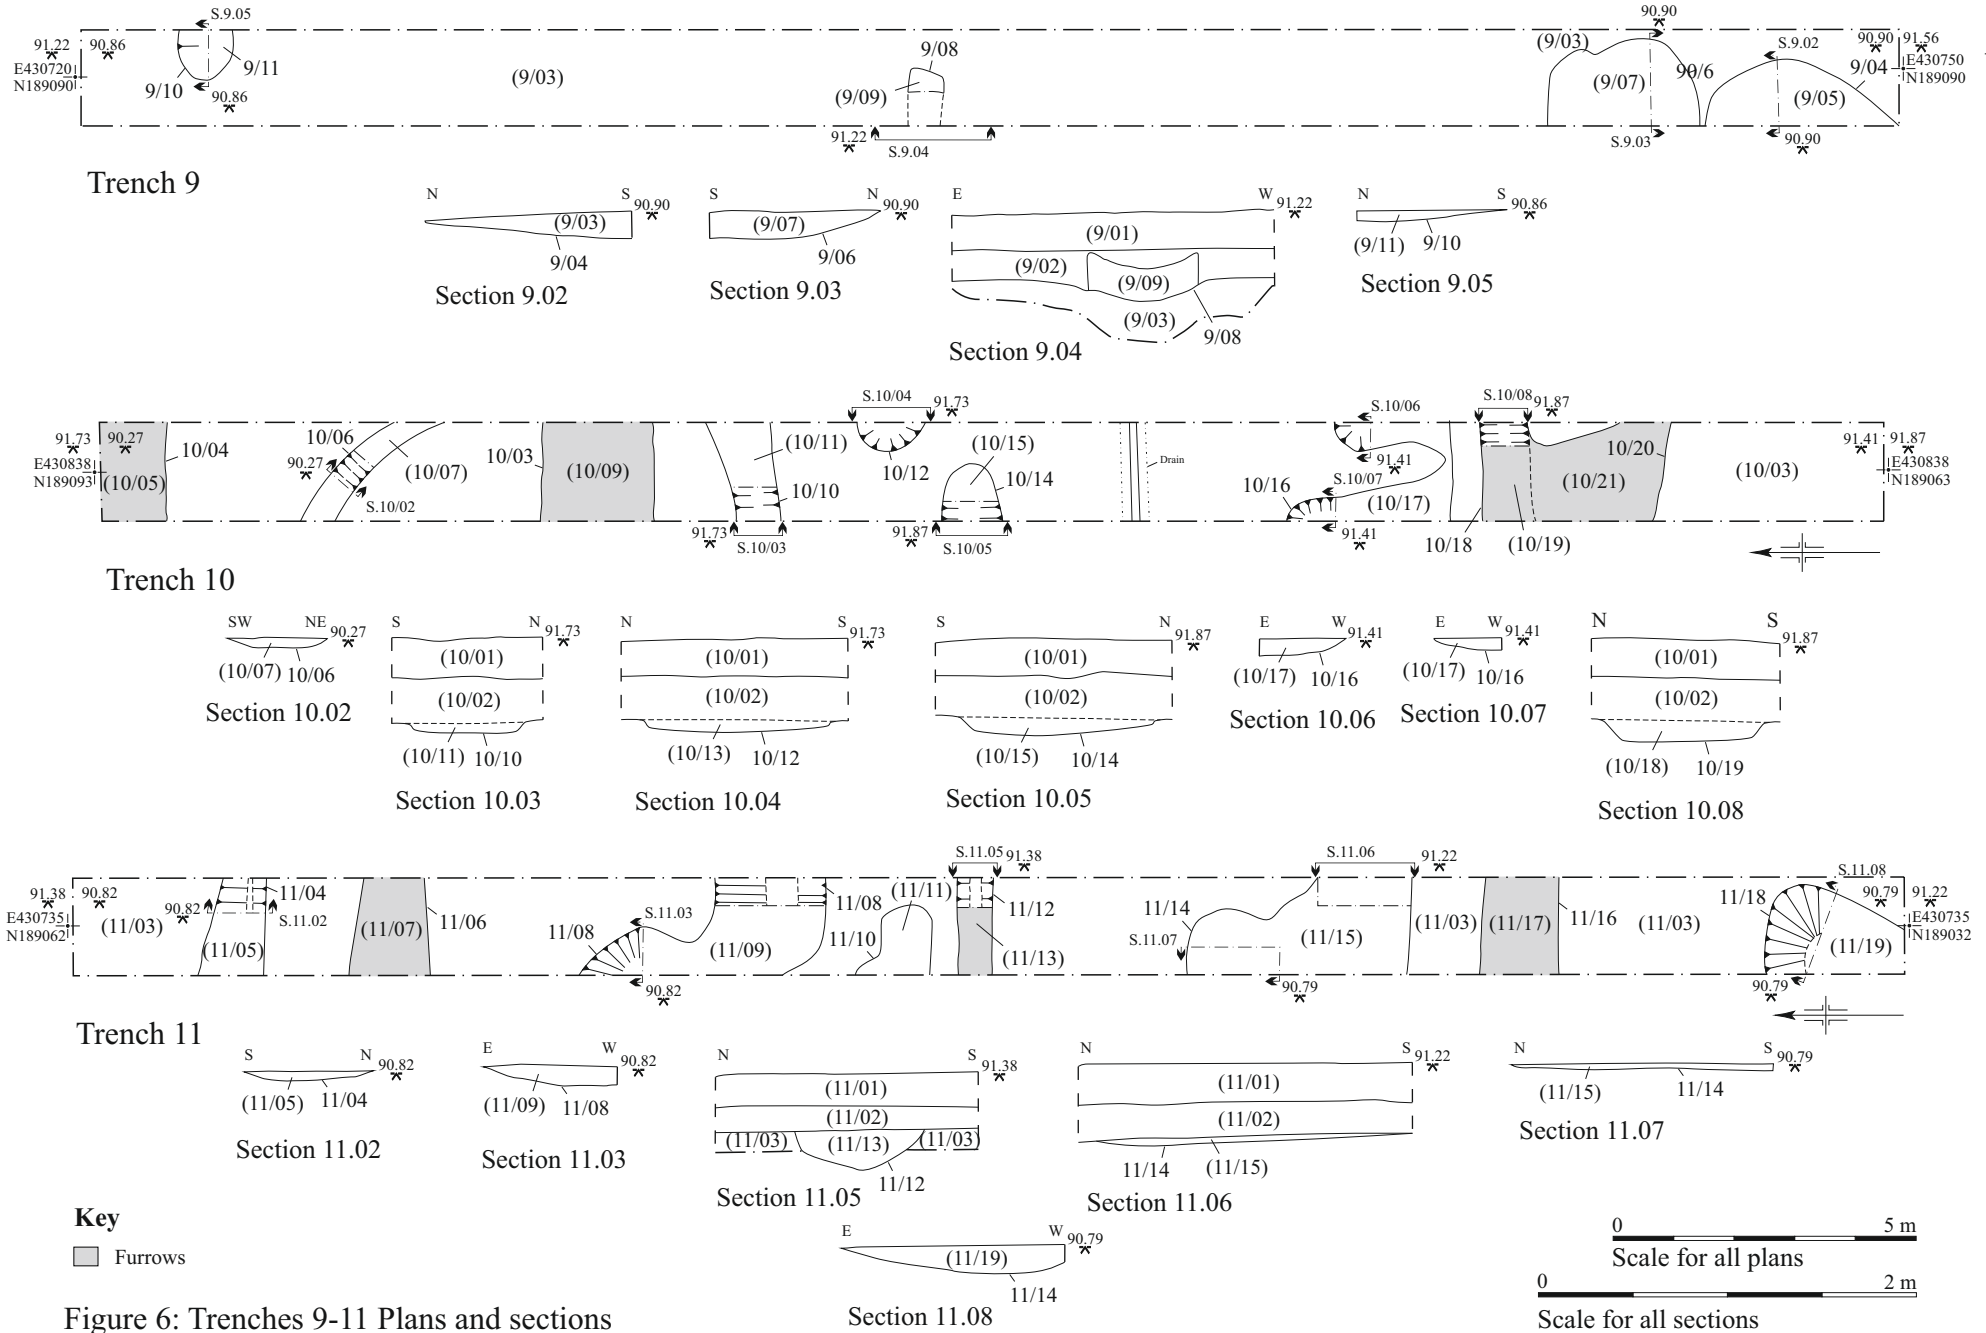 S.9.05
91.22
90.86
E430720
N189090
9/10
9/11
90.86
(9/03)
9/08
(9/09)
91.22
S.9.04
90.90
(9/03)
(9/07)
S.9.03
S.9.02
90.90
91.56
9/04
(9/05)
E430750
N189090
90.90
Trench 9
N S
90.90
(9/03)
9/04
Section 9.02
S N
90.90
(9/07)
9/06
Section 9.03
E W
91.22
(9/01)
(9/02)
(9/09)
(9/03)
9/08
Section 9.04
N S
90.86
(9/11)
9/10
Section 9.05
91.73
90.27
E430838
N189093
(10/05)
10/04
10/06
90.27
(10/07)
S.10/02
10/03
(10/09)
(10/11)
10/10
91.73
S.10/03
S.10/04
91.73
10/12
(10/15)
10/14
91.87
S.10/05
Drain
S.10/06
91.41
S.10/07
10/16
(10/17)
91.41
S.10/08
91.87
10/18
(10/19)
10/20
(10/21)
(10/03)
91.41
91.87
E430838
N189063
Trench 10
SW NE
90.27
(10/07)
10/06
Section 10.02
S N
91.73
(10/01)
(10/02)
(10/11)
10/10
Section 10.03
N S
91.73
(10/01)
(10/02)
(10/13)
10/12
Section 10.04
S N
91.87
(10/01)
(10/02)
(10/15)
10/14
Section 10.05
E W
91.41
(10/17)
10/16
Section 10.06
E W
91.41
(10/17)
10/16
Section 10.07
N S
91.87
(10/01)
(10/02)
(10/18)
10/19
Section 10.08
91.38
90.82
E430735
N189062
(11/03)
90.82
11/04
S.11.02
(11/05)
(11/07)
11/06
11/08
S.11.03
90.82
(11/09)
11/08
11/10
(11/11)
S.11.05
91.38
11/12
(11/13)
11/14
S.11.07
S.11.06
91.22
(11/15)
90.79
(11/03)
(11/17)
11/16
(11/03)
11/18
S.11.08
90.79
91.22
E430735
N189032
(11/19)
90.79
Trench 11
S N
90.82
(11/05)
11/04
Section 11.02
E W
90.82
(11/09)
11/08
Section 11.03
N S
91.38
(11/01)
(11/02)
(11/03)
(11/13)
(11/03)
11/12
Section 11.05
N S
91.22
(11/01)
(11/02)
11/14
(11/15)
Section 11.06
N S
90.79
(11/15)
11/14
Section 11.07
E W
90.79
(11/19)
11/14
Section 11.08
Key
Furrows
0 5 m
Scale for all plans
0 2 m
Scale for all sections
Figure 6: Trenches 9-11 Plans and sections